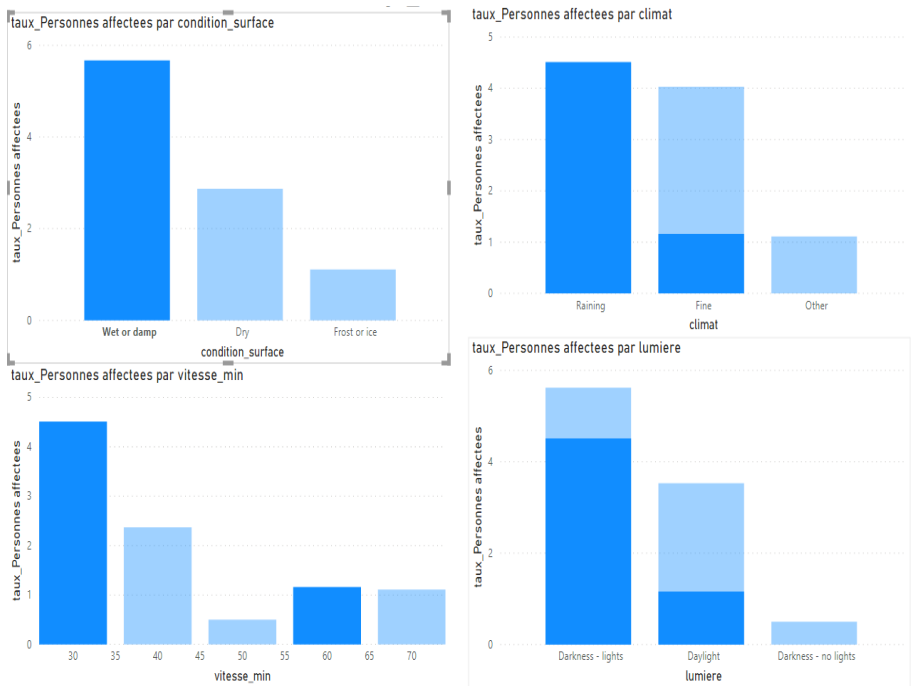 taux_Personnes affectees par condition_surface
taux_Personnes affectees
6
4
2
0
Wet or damp
Dry
Frost or ice
condition_surface
taux_Personnes affectees par climat
taux_Personnes affectees
5
4
3
2
1
0
Raining
Fine
Other
climat
taux_Personnes affectees par vitesse_min
taux_Personnes affectees
5
4
3
2
1
0
30
35
40
45
50
55
60
65
70
vitesse_min
taux_Personnes affectees par lumiere
taux_Personnes affectees
6
4
2
0
Darkness - lights
Daylight
Darkness - no lights
lumiere